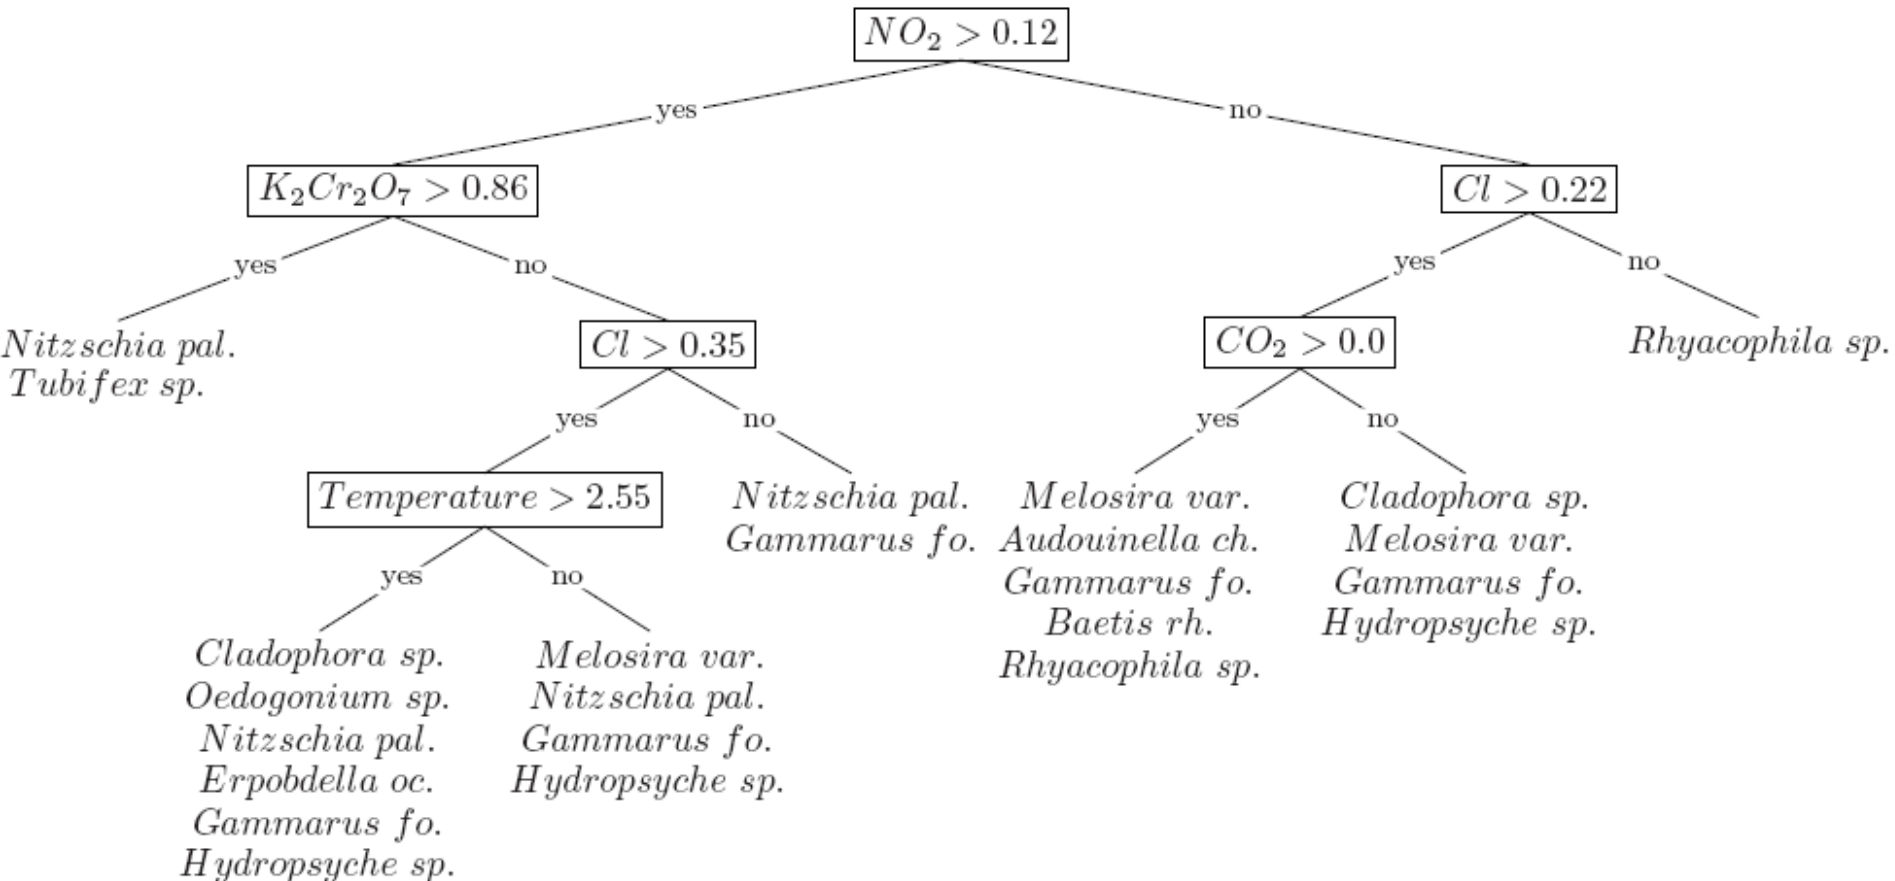 NO₂ > 0.12
yes
no
K₂Cr₂O₇ > 0.86
Cl > 0.22
yes
no
yes
no
Nitzschia pal.
Tubifex sp.
Cl > 0.35
CO₂ > 0.0
Rhyacophila sp.
yes
no
yes
no
Temperature > 2.55
Nitzschia pal.
Gammarus fo.
Melosira var.
Audouinella ch.
Gammarus fo.
Baetis rh.
Rhyacophila sp.
Cladophora sp.
Melosira var.
Gammarus fo.
Hydropsyche sp.
yes
no
Cladophora sp.
Oedogonium sp.
Nitzschia pal.
Erpobdella oc.
Gammarus fo.
Hydropsyche sp.
Melosira var.
Nitzschia pal.
Gammarus fo.
Hydropsyche sp.